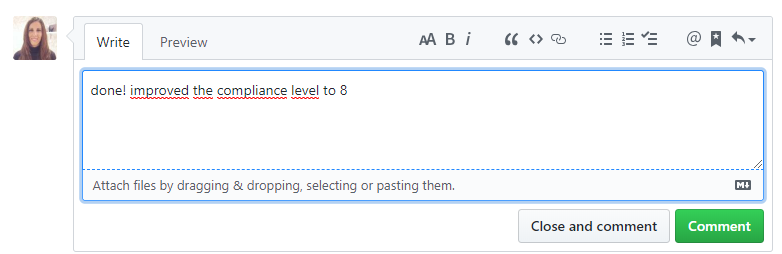 Write Preview AA B i @
done! improved the compliance level to 8
Attach files by dragging & dropping, selecting or pasting them. M↓
Close and comment Comment